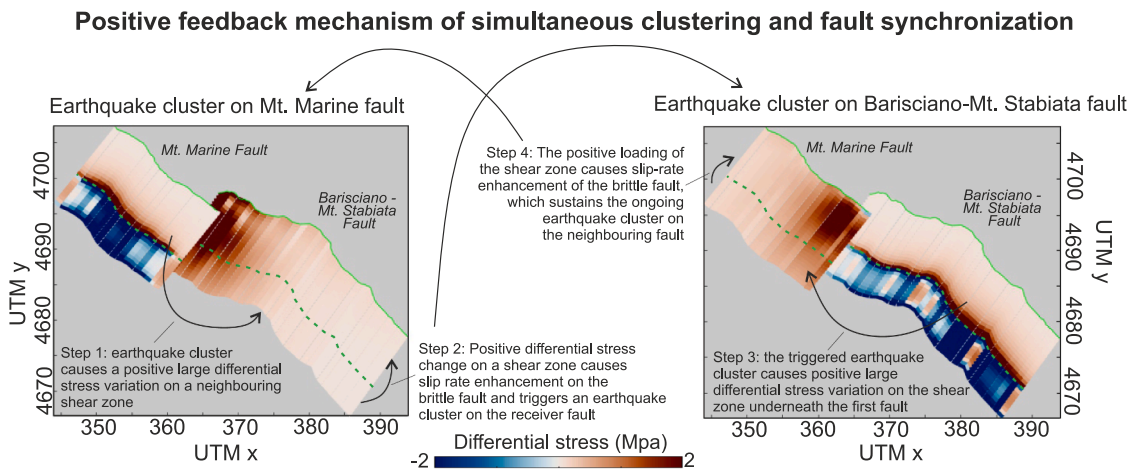 Positive feedback mechanism of simultaneous clustering and fault synchronization
Earthquake cluster on Mt. Marine fault
Mt. Marine Fault
Barisciano -
Mt. Stabiata
Fault
Step 1: earthquake cluster
causes a positive large differential
stress variation on a neighbouring
shear zone
UTM y
4700
4690
4680
4670
350
360
370
380
390
UTM x
Step 4: The positive loading of
the shear zone causes slip-rate
enhancement of the brittle fault,
which sustains the ongoing
earthquake cluster on
the neighbouring fault
Step 2: Positive differential stress
change on a shear zone causes
slip rate enhancement on the
brittle fault and triggers an earthquake
cluster on the receiver fault
Earthquake cluster on Barisciano-Mt. Stabiata fault
Mt. Marine Fault
Barisciano -
Mt. Stabiata
Fault
Step 3: the triggered earthquake
cluster causes positive large
differential stress variation on the shear
zone underneath the first fault
4700
4690
4680
4670
UTM y
350
360
370
380
390
UTM x
Differential stress (Mpa)
-2
2